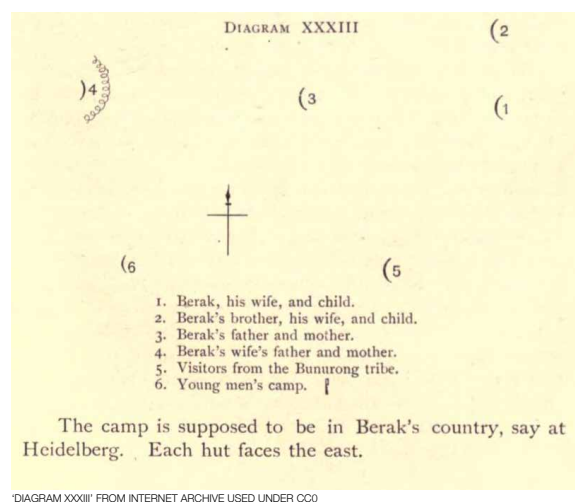 DIAGRAM XXXIII
(2
)4
(3
(1
(6
(5
1. Berak, his wife, and child.
2. Berak's brother, his wife, and child.
3. Berak's father and mother.
4. Berak's wife's father and mother.
5. Visitors from the Bunurong tribe.
6. Young men's camp.
The camp is supposed to be in Berak's country, say at
Heidelberg. Each hut faces the east.
'DIAGRAM XXXIII' FROM INTERNET ARCHIVE USED UNDER CC0